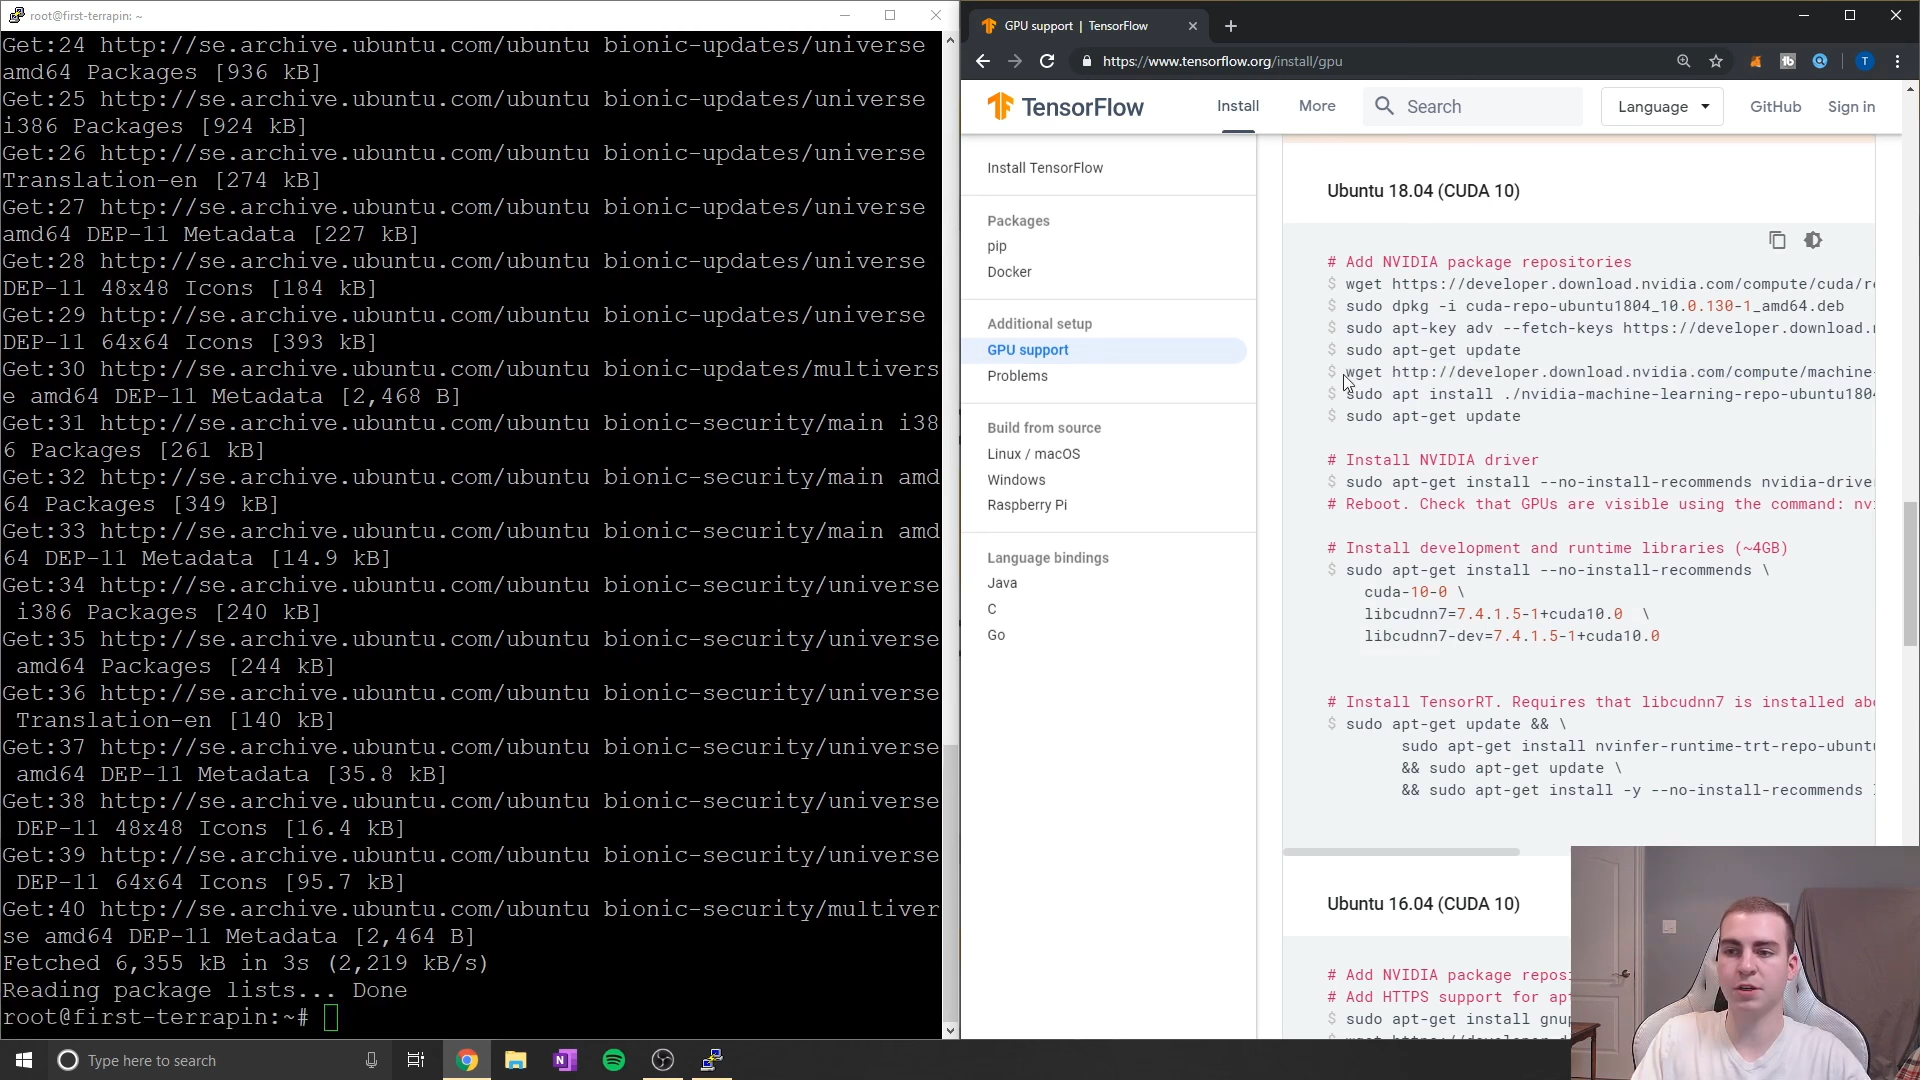 root@first-terrapin: ~
Get:24 http://se.archive.ubuntu.com/ubuntu bionic-updates/universe
amd64 Packages [936 kB]
Get:25 http://se.archive.ubuntu.com/ubuntu bionic-updates/universe
i386 Packages [924 kB]
Get:26 http://se.archive.ubuntu.com/ubuntu bionic-updates/universe
Translation-en [274 kB]
Get:27 http://se.archive.ubuntu.com/ubuntu bionic-updates/universe
amd64 DEP-11 Metadata [227 kB]
Get:28 http://se.archive.ubuntu.com/ubuntu bionic-updates/universe
DEP-11 48x48 Icons [184 kB]
Get:29 http://se.archive.ubuntu.com/ubuntu bionic-updates/universe
DEP-11 64x64 Icons [393 kB]
Get:30 http://se.archive.ubuntu.com/ubuntu bionic-updates/multivers
e amd64 DEP-11 Metadata [2,468 B]
Get:31 http://se.archive.ubuntu.com/ubuntu bionic-security/main i38
6 Packages [261 kB]
Get:32 http://se.archive.ubuntu.com/ubuntu bionic-security/main amd
64 Packages [349 kB]
Get:33 http://se.archive.ubuntu.com/ubuntu bionic-security/main amd
64 DEP-11 Metadata [14.9 kB]
Get:34 http://se.archive.ubuntu.com/ubuntu bionic-security/universe
i386 Packages [240 kB]
Get:35 http://se.archive.ubuntu.com/ubuntu bionic-security/universe
amd64 Packages [244 kB]
Get:36 http://se.archive.ubuntu.com/ubuntu bionic-security/universe
Translation-en [140 kB]
Get:37 http://se.archive.ubuntu.com/ubuntu bionic-security/universe
amd64 DEP-11 Metadata [35.8 kB]
Get:38 http://se.archive.ubuntu.com/ubuntu bionic-security/universe
DEP-11 48x48 Icons [16.4 kB]
Get:39 http://se.archive.ubuntu.com/ubuntu bionic-security/universe
DEP-11 64x64 Icons [95.7 kB]
Get:40 http://se.archive.ubuntu.com/ubuntu bionic-security/multiver
se amd64 DEP-11 Metadata [2,464 B]
Fetched 6,355 kB in 3s (2,219 kB/s)
Reading package lists... Done
root@first-terrapin:~#
GPU support | TensorFlow
https://www.tensorflow.org/install/gpu
tb
T
TensorFlow
Install
More
Search
Language
GitHub
Sign in
Install TensorFlow
Packages
pip
Docker
Additional setup
GPU support
Problems
Build from source
Linux / macOS
Windows
Raspberry Pi
Language bindings
Java
C
Go
Ubuntu 18.04 (CUDA 10)
# Add NVIDIA package repositories
$ wget https://developer.download.nvidia.com/compute/cuda/re
$ sudo dpkg -i cuda-repo-ubuntu1804_10.0.130-1_amd64.deb
$ sudo apt-key adv --fetch-keys https://developer.download.n
$ sudo apt-get update
$ wget http://developer.download.nvidia.com/compute/machine-
$ sudo apt install ./nvidia-machine-learning-repo-ubuntu1804
$ sudo apt-get update
# Install NVIDIA driver
$ sudo apt-get install --no-install-recommends nvidia-driver
# Reboot. Check that GPUs are visible using the command: nvi
# Install development and runtime libraries (~4GB)
$ sudo apt-get install --no-install-recommends \
cuda-10-0 \
libcudnn7=7.4.1.5-1+cuda10.0 \
libcudnn7-dev=7.4.1.5-1+cuda10.0
# Install TensorRT. Requires that libcudnn7 is installed abo
$ sudo apt-get update && \
sudo apt-get install nvinfer-runtime-trt-repo-ubuntu
&& sudo apt-get update \
&& sudo apt-get install -y --no-install-recommends l
Ubuntu 16.04 (CUDA 10)
# Add NVIDIA package repos
# Add HTTPS support for apt
$ sudo apt-get install gnup
Type here to search